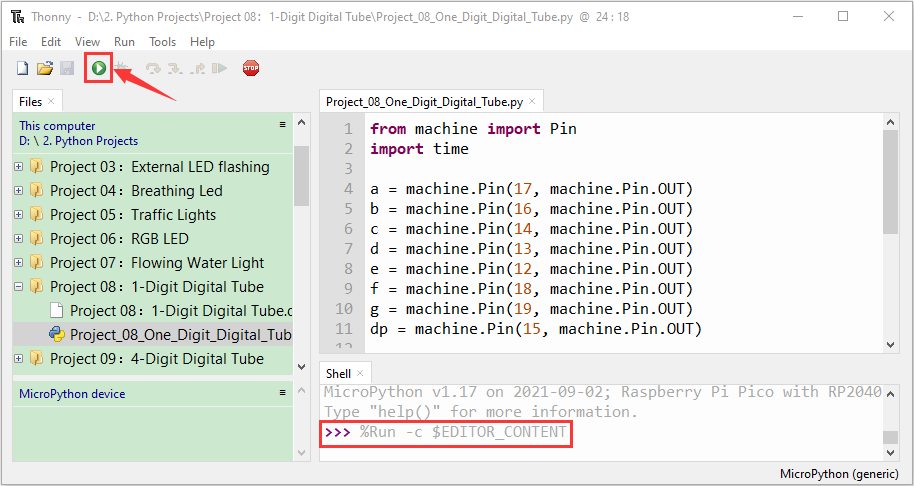 Thonny - D:\2. Python Projects\Project 08：1-Digit Digital Tube\Project_08_One_Digit_Digital_Tube.py @ 24 : 18
File Edit View Run Tools Help
STOP
Files
This computer
D: \ 2. Python Projects
Project 03：External LED flashing
Project 04：Breathing Led
Project 05：Traffic Lights
Project 06：RGB LED
Project 07：Flowing Water Light
Project 08：1-Digit Digital Tube
Project 08：1-Digit Digital Tube.c
Project_08_One_Digit_Digital_Tub
Project 09：4-Digit Digital Tube
MicroPython device
Project_08_One_Digit_Digital_Tube.py
1 from machine import Pin
2 import time
3
4 a = machine.Pin(17, machine.Pin.OUT)
5 b = machine.Pin(16, machine.Pin.OUT)
6 c = machine.Pin(14, machine.Pin.OUT)
7 d = machine.Pin(13, machine.Pin.OUT)
8 e = machine.Pin(12, machine.Pin.OUT)
9 f = machine.Pin(18, machine.Pin.OUT)
10 g = machine.Pin(19, machine.Pin.OUT)
11 dp = machine.Pin(15, machine.Pin.OUT)
12
Shell
MicroPython v1.17 on 2021-09-02; Raspberry Pi Pico with RP2040
Type "help()" for more information.
>>> %Run -c $EDITOR_CONTENT
MicroPython (generic)